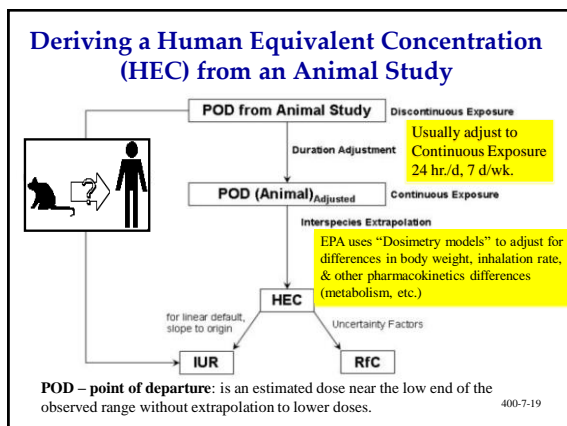 Deriving a Human Equivalent Concentration
(HEC) from an Animal Study
POD from Animal Study
Discontinuous Exposure
Usually adjust to
Continuous Exposure
24 hr./d, 7 d/wk.
Duration Adjustment
?
POD (Animal)Adjusted
Continuous Exposure
Interspecies Extrapolation
EPA uses “Dosimetry models” to adjust for
differences in body weight, inhalation rate,
& other pharmacokinetics differences
(metabolism, etc.)
HEC
for linear default,
slope to origin
Uncertainty Factors
IUR
RfC
POD – point of departure: is an estimated dose near the low end of the
observed range without extrapolation to lower doses.
400-7-19